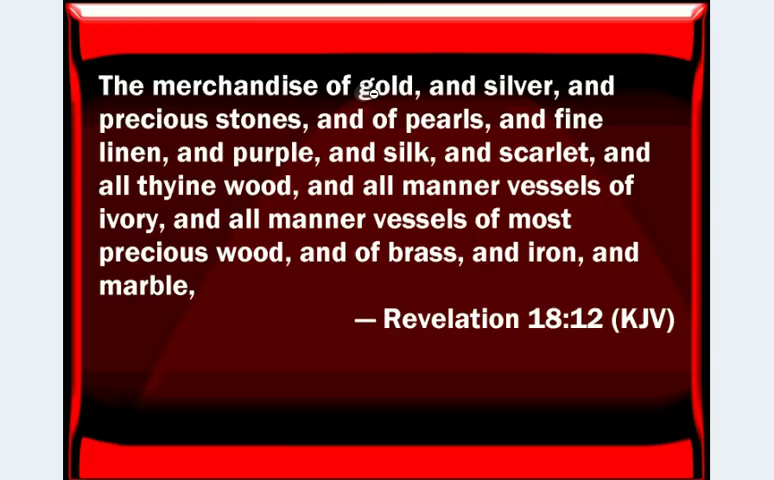 The merchandise of gold, and silver, and
precious stones, and of pearls, and fine
linen, and purple, and silk, and scarlet, and
all thyine wood, and all manner vessels of
ivory, and all manner vessels of most
precious wood, and of brass, and iron, and
marble,
— Revelation 18:12 (KJV)